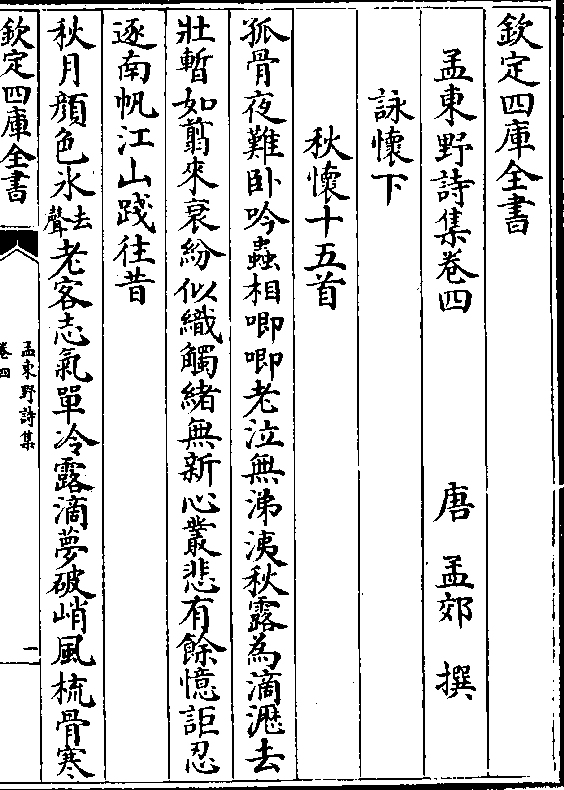 欽定四庫全書
孟東野詩集卷四 唐 孟郊 撰
詠懷下
秋懷十五首
孤骨夜難卧吟蟲相唧唧老泣無涕洟秋露為滴瀝去
壯暫如翦來衰紛似織觸緒無新心叢悲有餘憶詎忍
逐南帆江山踐往昔
秋月顔色氷去聲老客志氣單冷露滴夢破峭風梳骨寒
欽定四庫全書
孟東野詩集
卷四
一